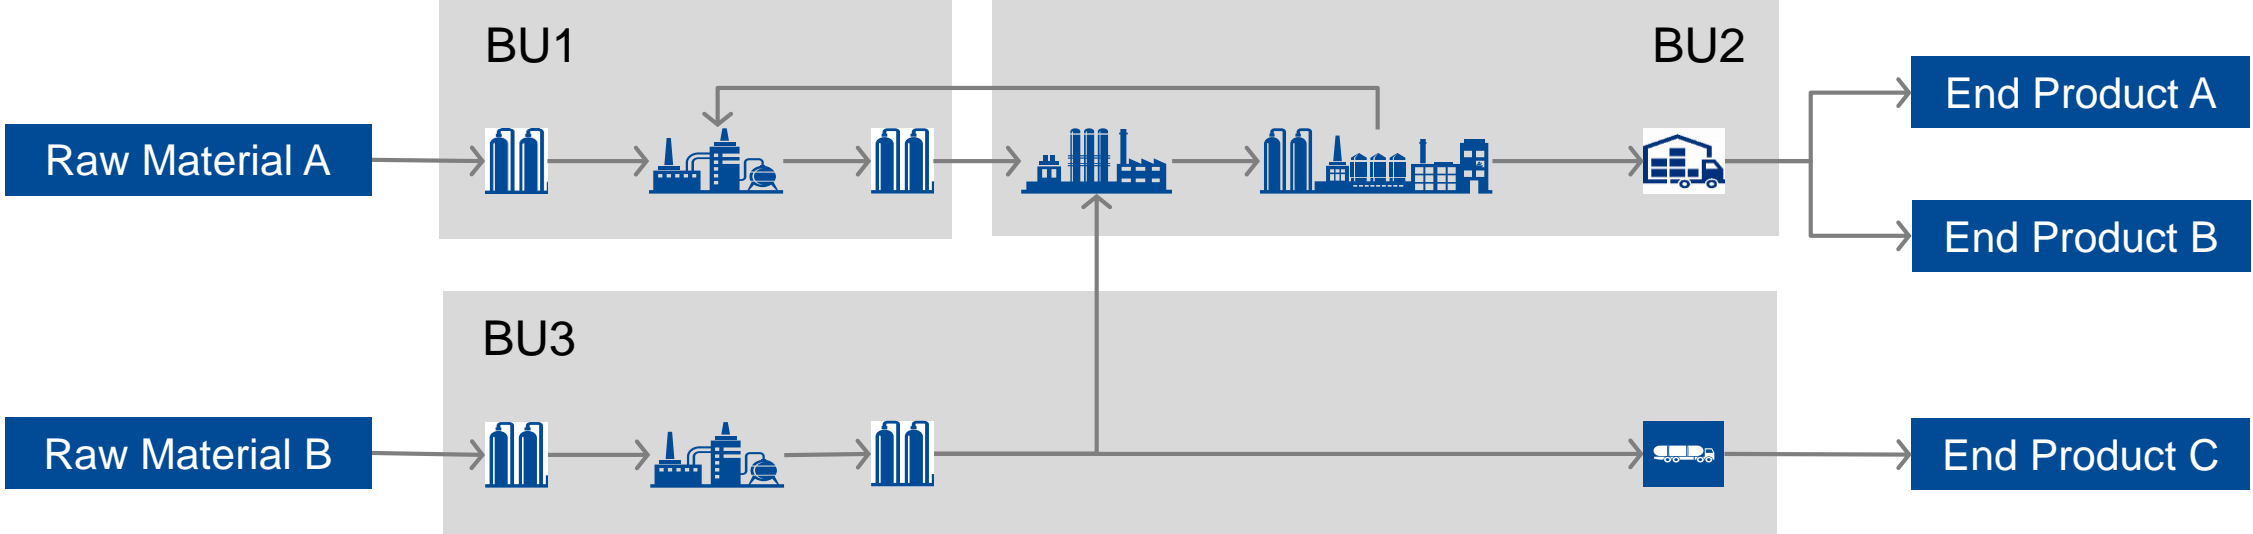 BU1
BU2
End Product A
Raw Material A
End Product B
BU3
Raw Material B
End Product C